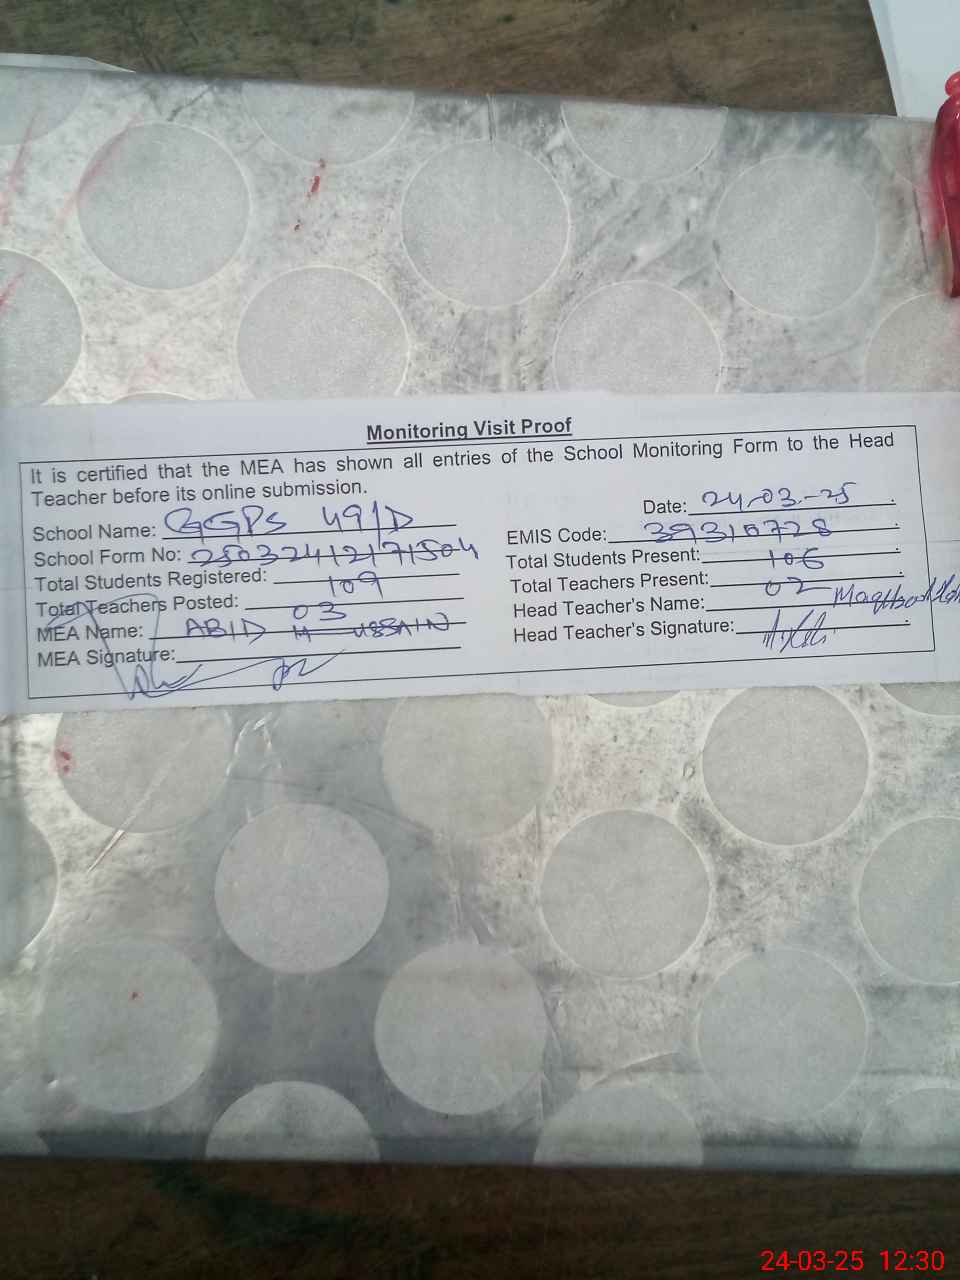 Monitoring Visit Proof
It is certified that the MEA has shown all entries of the School Monitoring Form to the Head
Teacher before its online submission.
Date: 24-03-25
School Name: GGPS 49/D
EMIS Code: 39310728
School Form No: 25032412171504
Total Students Present: 106
Total Students Registered: 109
Total Teachers Present: 02
Total Teachers Posted: 03
Head Teacher's Name:
MEA Name: ABID HUSSAIN
Head Teacher's Signature:
MEA Signature:
24-03-25 12:30